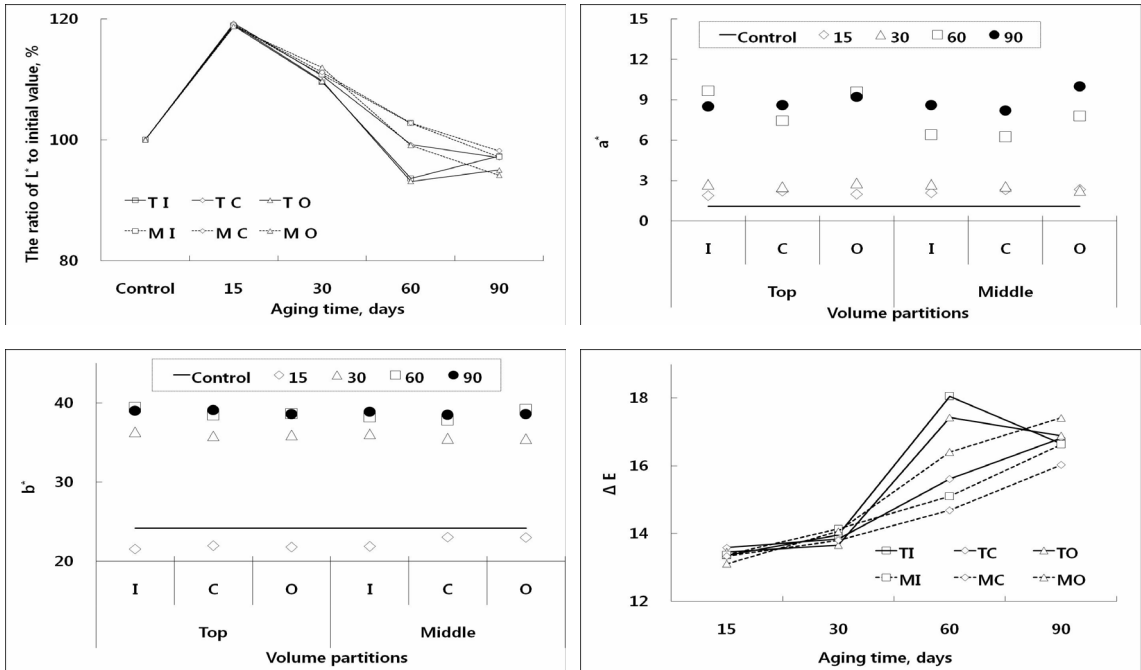 120
100
80
The ratio of L* to initial value, %
T I T C T O
M I M C M O
Control 15 30 60 90
Aging time, days
15
12
9
6
3
0
a*
Control 15 30 60 90
I C O I C O
Top Middle
Volume partitions
40
30
20
b*
Control 15 30 60 90
I C O I C O
Top Middle
Volume partitions
18
16
14
12
Δ E
TI TC TO
MI MC MO
15 30 60 90
Aging time, days